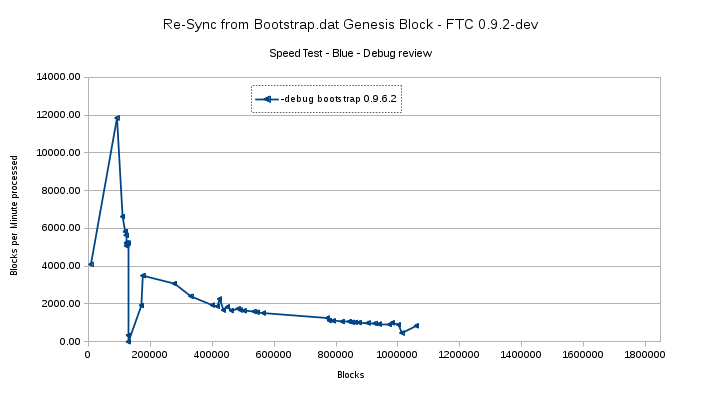 Re-Sync from Bootstrap.dat Genesis Block - FTC 0.9.2-dev
Speed Test - Blue - Debug review
-debug bootstrap 0.9.6.2
Blocks per Minute processed
14000.00
12000.00
10000.00
8000.00
6000.00
4000.00
2000.00
0.00
0 200000 400000 600000 800000 1000000 1200000 1400000 1600000 1800000
Blocks